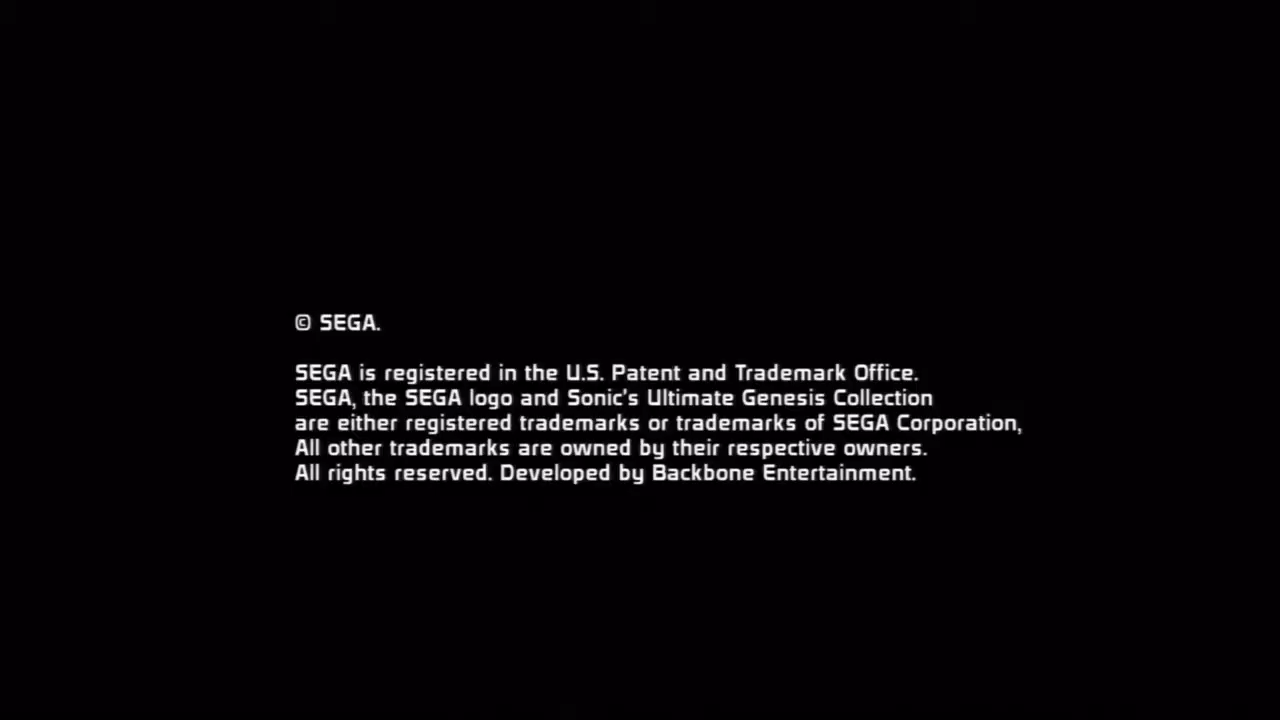 © SEGA.
SEGA is registered in the U.S. Patent and Trademark Office.
SEGA, the SEGA logo and Sonic's Ultimate Genesis Collection
are either registered trademarks or trademarks of SEGA Corporation,
All other trademarks are owned by their respective owners.
All rights reserved. Developed by Backbone Entertainment.